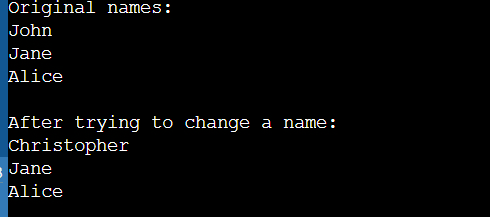 Original names:
John
Jane
Alice

After trying to change a name:
Christopher
Jane
Alice